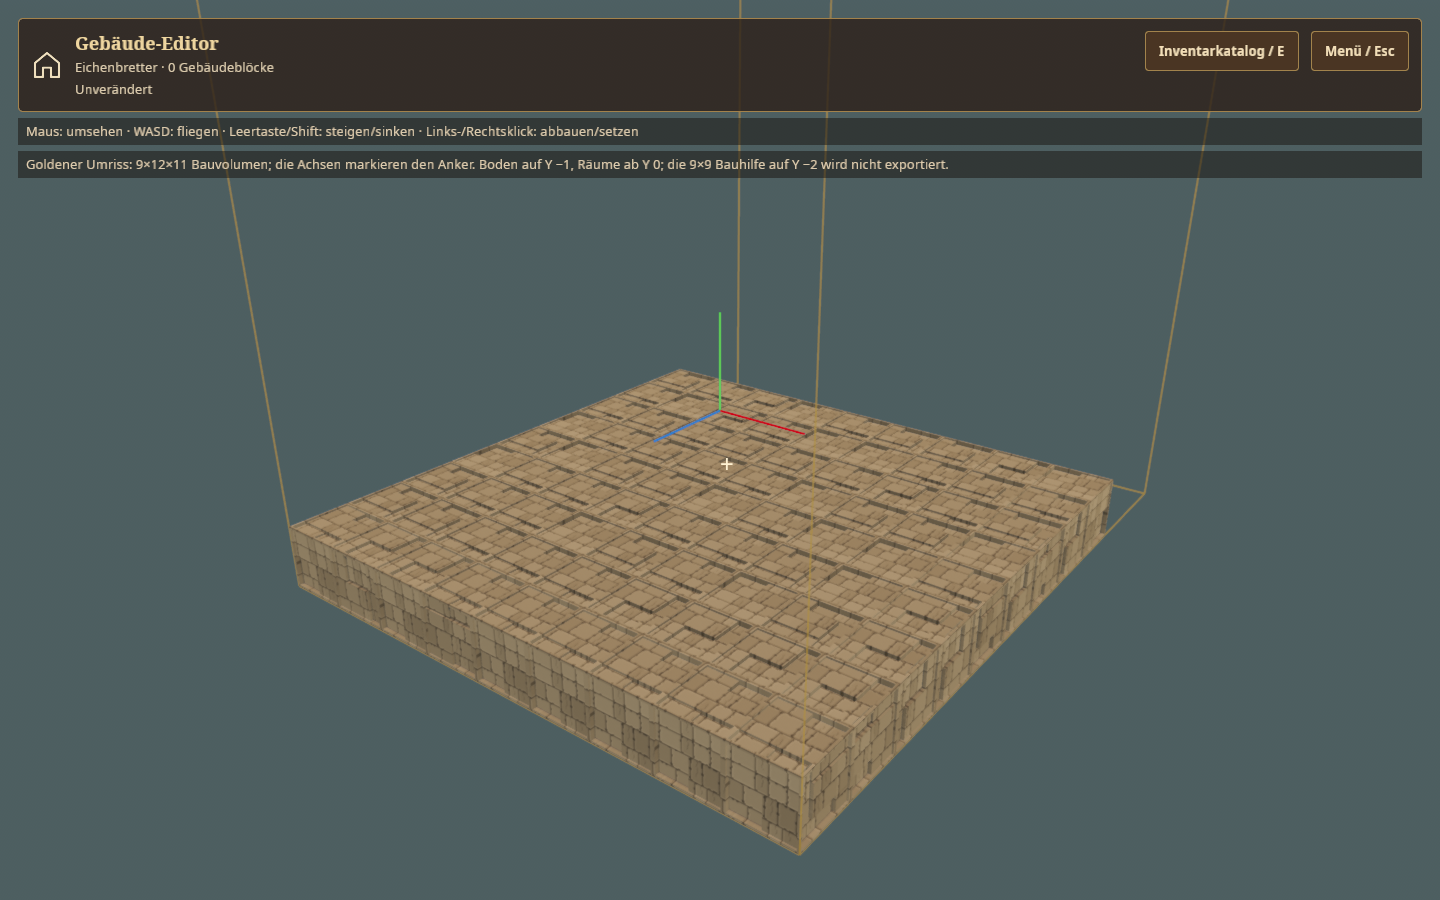 Gebäude-Editor
Eichenbretter · 0 Gebäudeblöcke
Unverändert
Inventarkatalog / E
Menü / Esc
Maus: umsehen · WASD: fliegen · Leertaste/Shift: steigen/sinken · Links-/Rechtsklick: abbauen/setzen
Goldener Umriss: 9×12×11 Bauvolumen; die Achsen markieren den Anker. Boden auf Y −1, Räume ab Y 0; die 9×9 Bauhilfe auf Y −2 wird nicht exportiert.